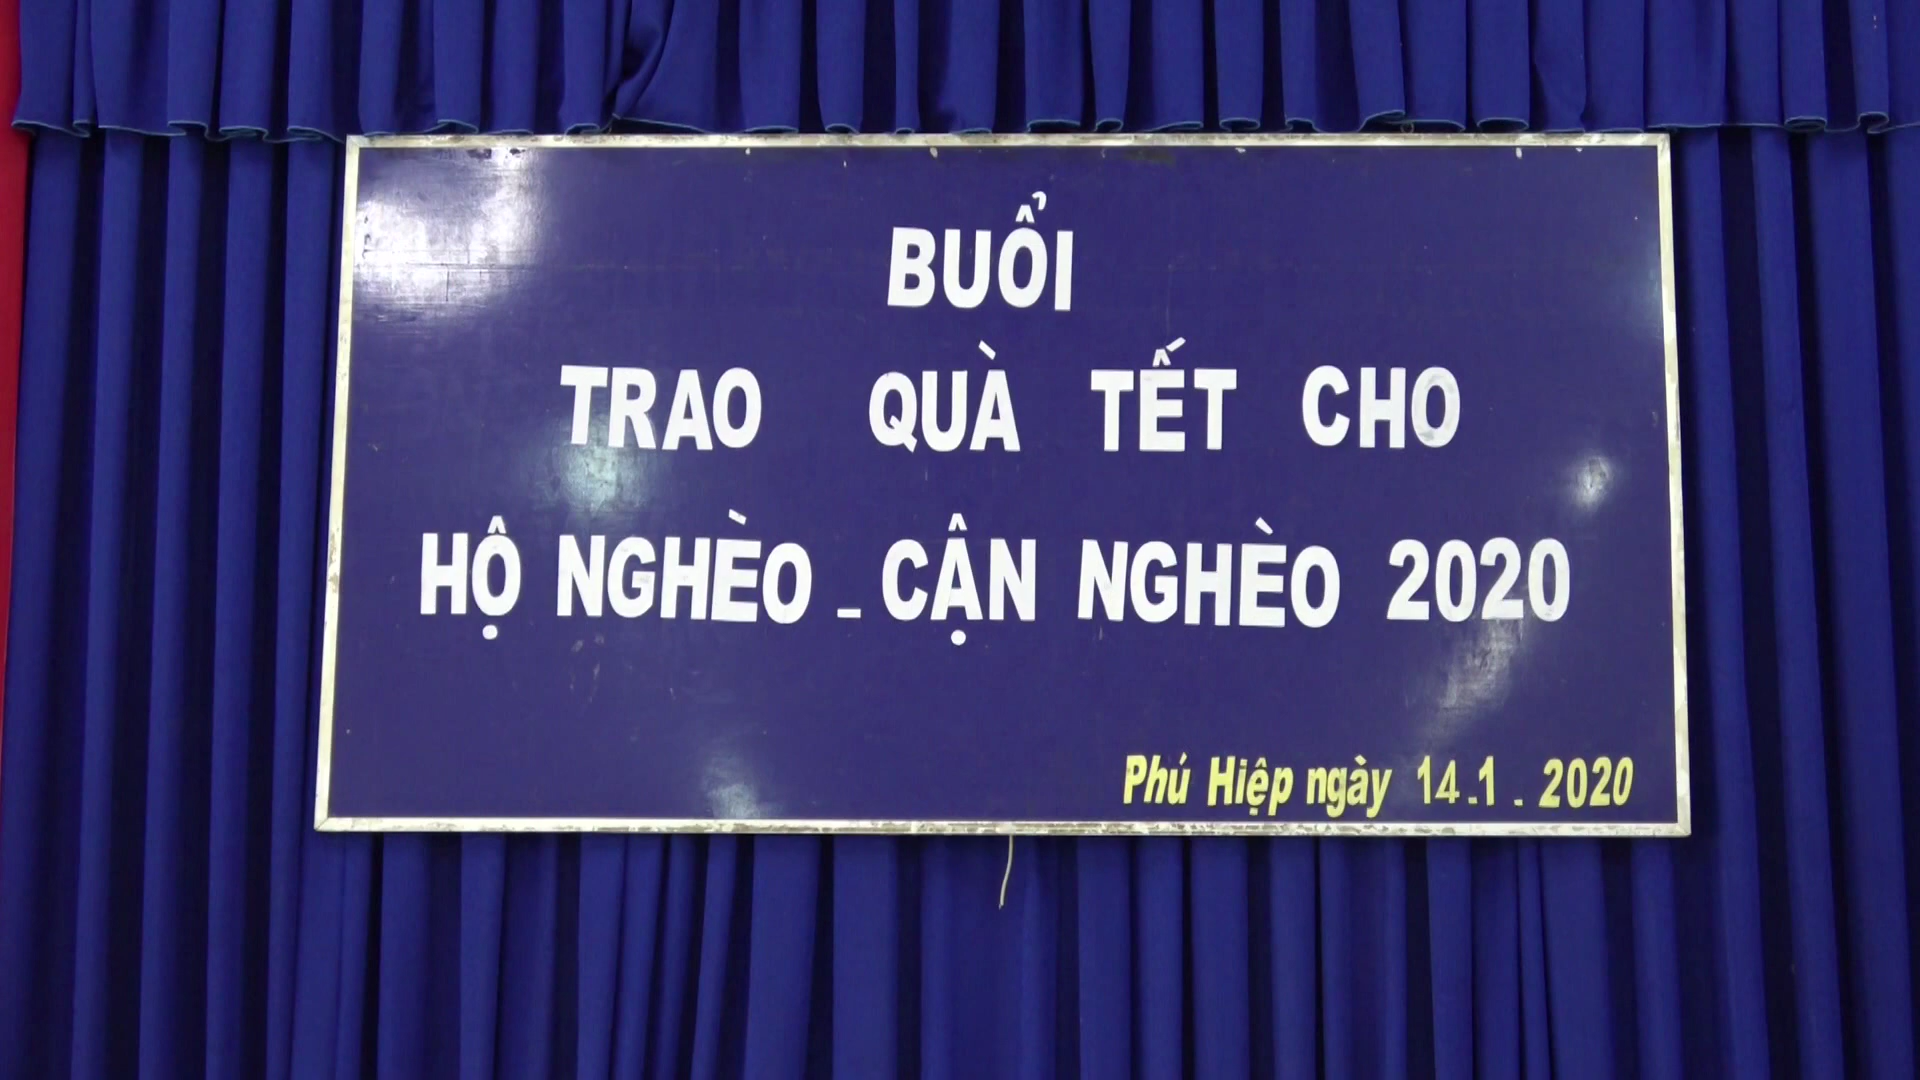 BUỔI
TRAO QUÀ TẾT CHO
HỘ NGHÈO - CẬN NGHÈO 2020
Phú Hiệp ngày 14.1.2020